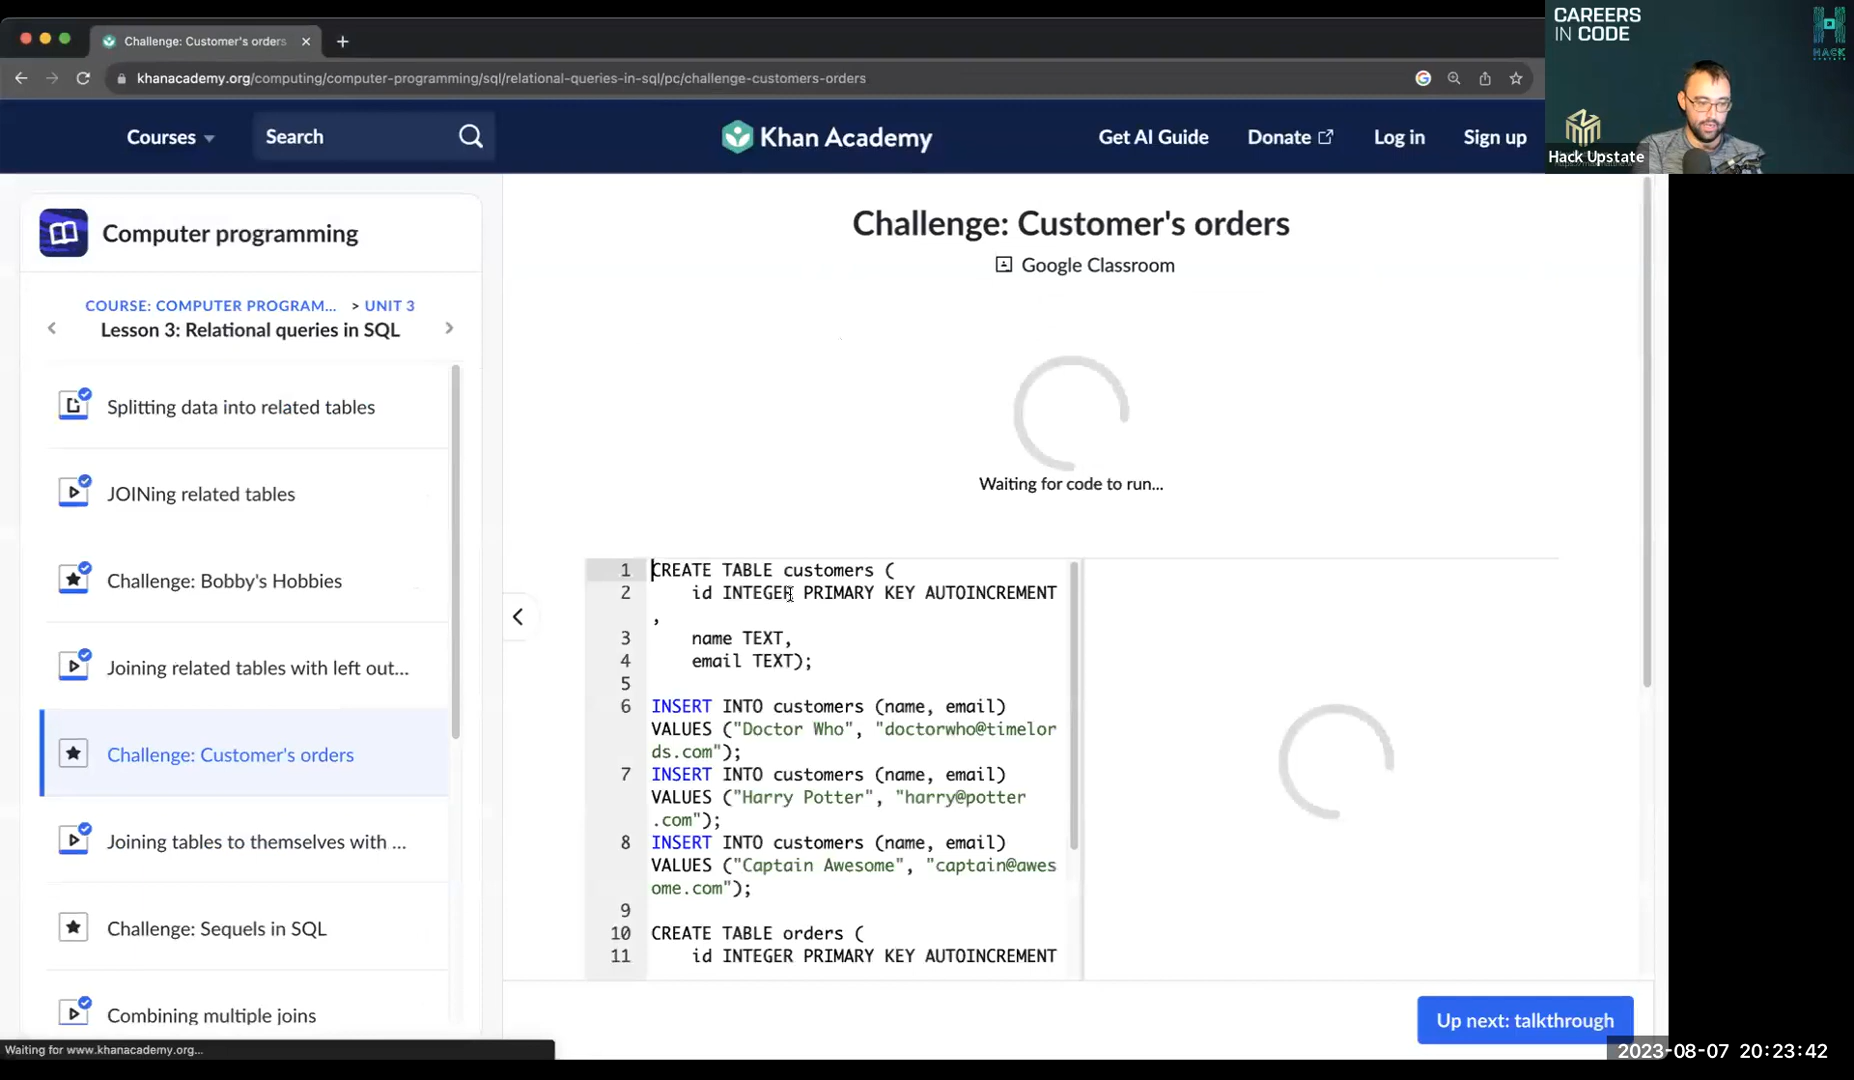 Challenge: Customer's orders
khanacademy.org/computing/computer-programming/sql/relational-queries-in-sql/pc/challenge-customers-orders
CAREERS
IN CODE
HACK
UPSTATE
Hack Upstate
Courses
Search
Khan Academy
Get AI Guide
Donate
Log in
Sign up
Computer programming
COURSE: COMPUTER PROGRAM... > UNIT 3
Lesson 3: Relational queries in SQL
Splitting data into related tables
JOINing related tables
Challenge: Bobby's Hobbies
Joining related tables with left out...
Challenge: Customer's orders
Joining tables to themselves with ...
Challenge: Sequels in SQL
Combining multiple joins
Challenge: Customer's orders
Google Classroom
Waiting for code to run...
1 CREATE TABLE customers (
2 id INTEGER PRIMARY KEY AUTOINCREMENT
,
3 name TEXT,
4 email TEXT);
5
6 INSERT INTO customers (name, email)
VALUES ("Doctor Who", "doctorwho@timelor
ds.com");
7 INSERT INTO customers (name, email)
VALUES ("Harry Potter", "harry@potter
.com");
8 INSERT INTO customers (name, email)
VALUES ("Captain Awesome", "captain@awes
ome.com");
9
10 CREATE TABLE orders (
11 id INTEGER PRIMARY KEY AUTOINCREMENT
Up next: talkthrough
Waiting for www.khanacademy.org...
2023-08-07 20:23:42